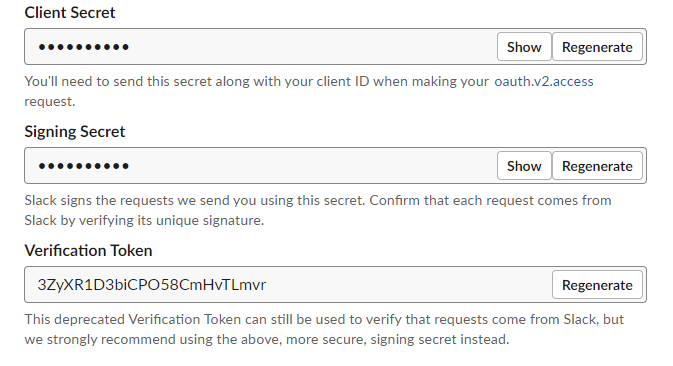 Client Secret
•••••••••• Show Regenerate
You'll need to send this secret along with your client ID when making your oauth.v2.access
request.
Signing Secret
•••••••••• Show Regenerate
Slack signs the requests we send you using this secret. Confirm that each request comes from
Slack by verifying its unique signature.
Verification Token
3ZyXR1D3biCPO58CmHvTLmvr Regenerate
This deprecated Verification Token can still be used to verify that requests come from Slack, but
we strongly recommend using the above, more secure, signing secret instead.